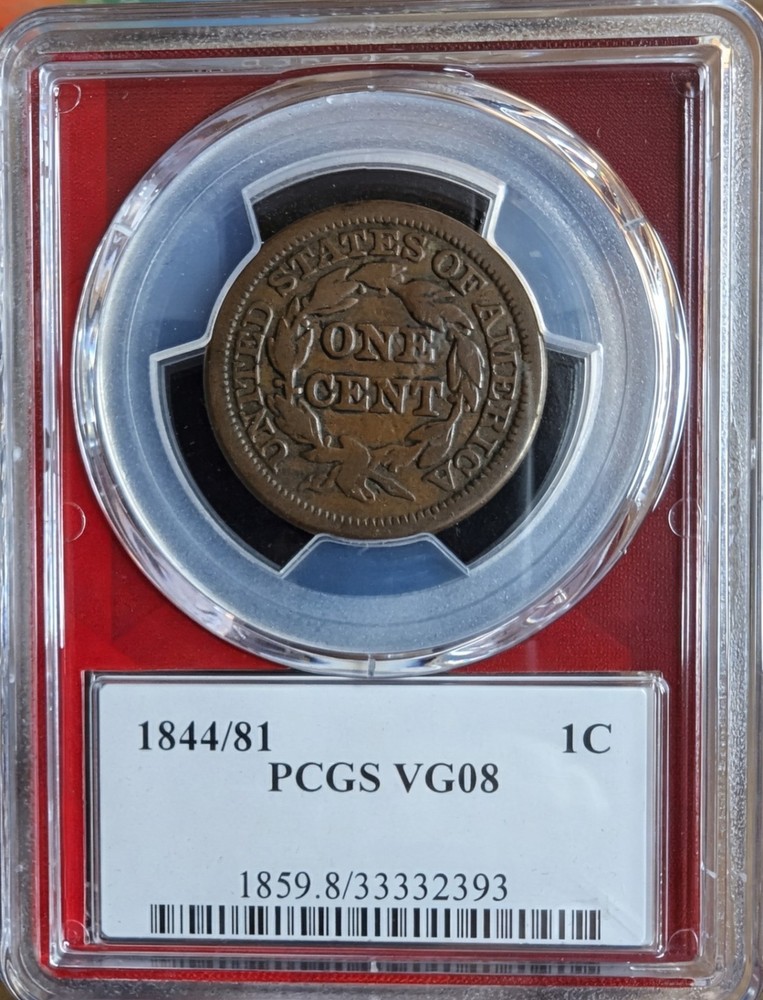 UNITED STATES OF AMERICA
ONE
CENT
1844/81 1C
PCGS VG08
1859.8/33332393